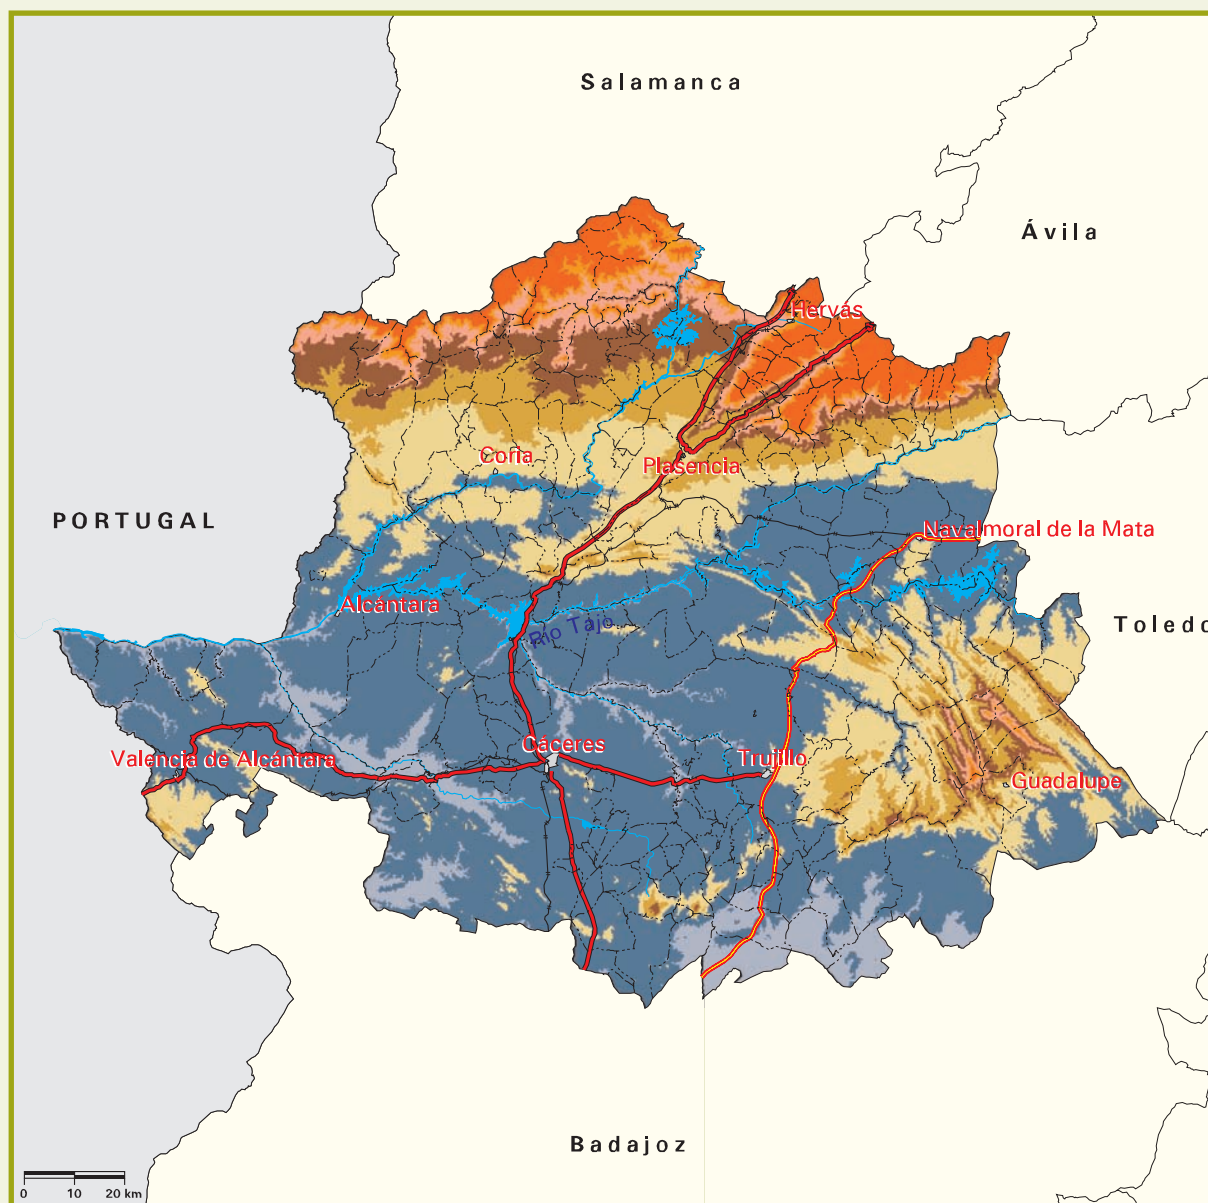 Salamanca
Ávila
Hervás
Coria
Plasencia
PORTUGAL
Navalmoral de la Mata
Alcántara
Río Tajo
Toledo
Cáceres
Valencia de Alcántara
Trujillo
Guadalupe
Badajoz
0 10 20 km